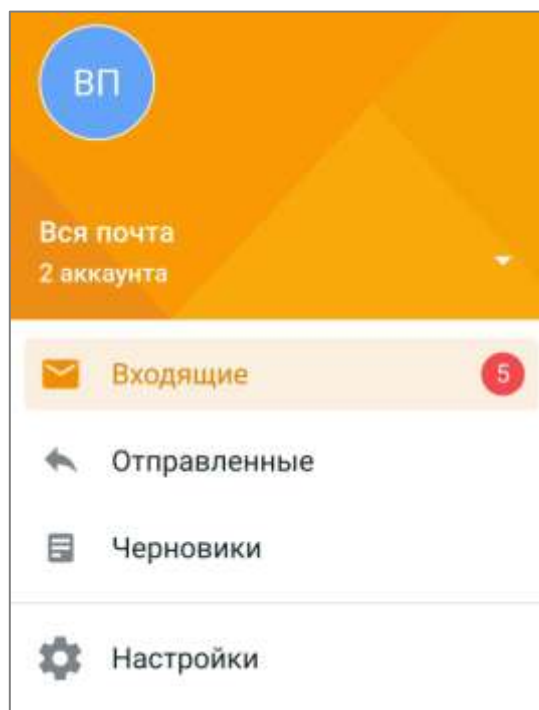 ВП
Вся почта
2 аккаунта
Входящие 5
Отправленные
Черновики
Настройки